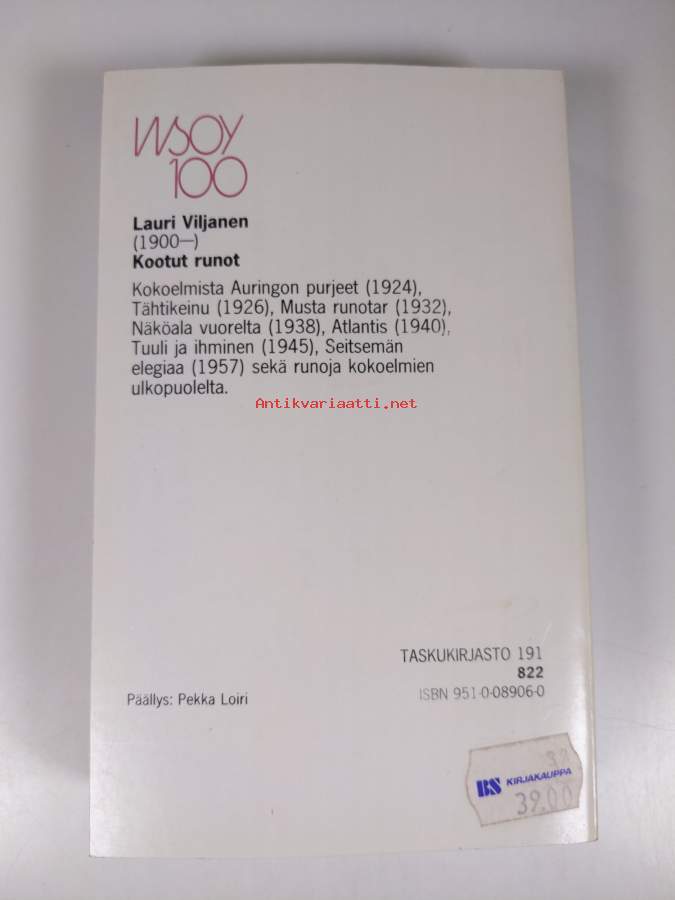 WSOY
100
Lauri Viljanen
(1900—)
Kootut runot
Kokoelmista Auringon purjeet (1924),
Tähtikeinu (1926), Musta runotar (1932),
Näköala vuorelta (1938), Atlantis (1940),
Tuuli ja ihminen (1945), Seitsemän
elegiaa (1957) sekä runoja kokoelmien
ulkopuolelta.
Antikvariaatti.net
TASKUKIRJASTO 191
822
ISBN 951-0-08906-0
Päällys: Pekka Loiri
BS KIRJAKAUPPA
39.00